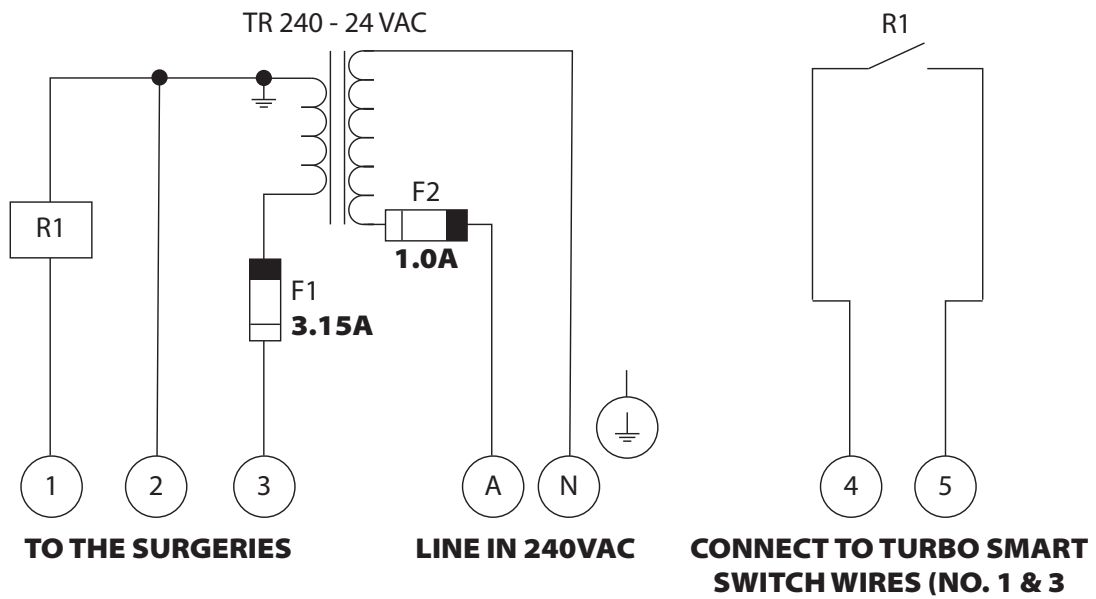 TR 240 - 24 VAC
R1
R1
F2
1.0A
F1
3.15A
1
2
3
A
N
4
5
TO THE SURGERIES
LINE IN 240VAC
CONNECT TO TURBO SMART
SWITCH WIRES (NO. 1 & 3